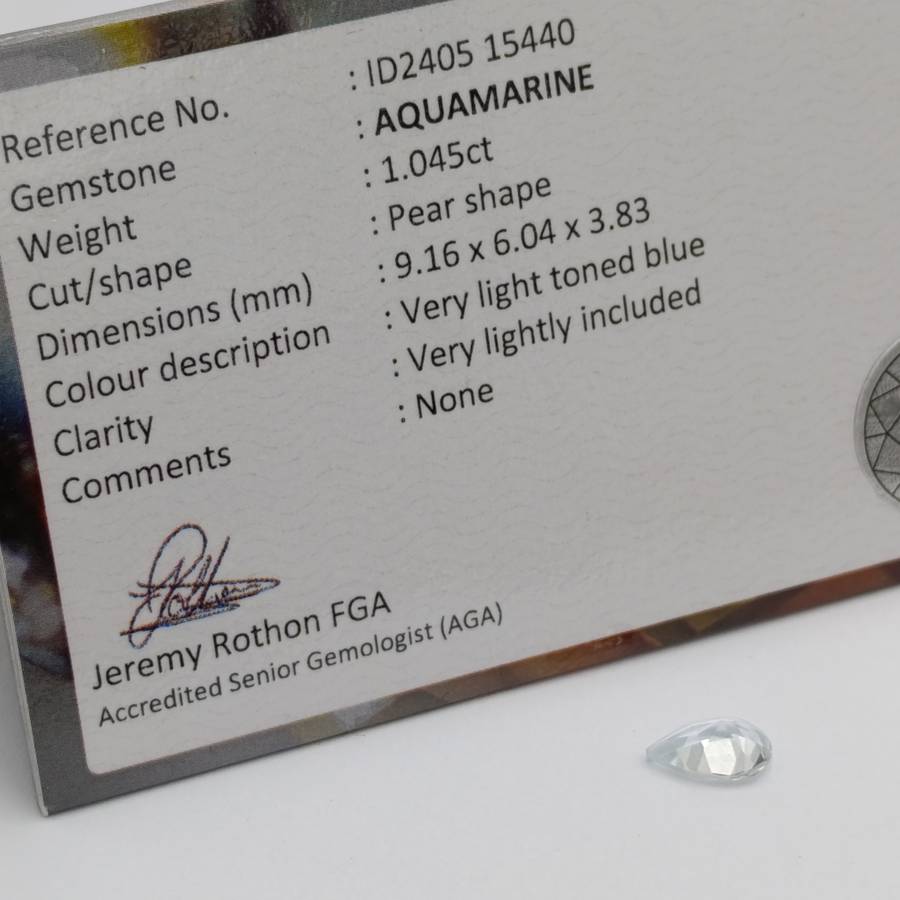 Reference No. : ID2405 15440
Gemstone : AQUAMARINE
Weight : 1.045ct
Cut/shape : Pear shape
Dimensions (mm) : 9.16 x 6.04 x 3.83
Colour description : Very light toned blue
Clarity : Very lightly included
Comments : None
Jeremy Rothon FGA
Accredited Senior Gemologist (AGA)